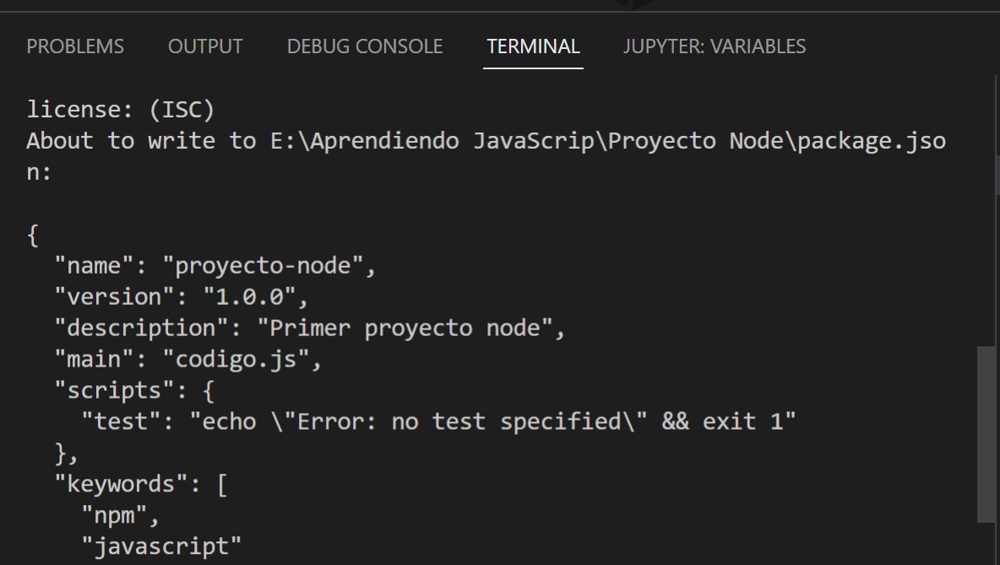 PROBLEMS OUTPUT DEBUG CONSOLE TERMINAL JUPYTER: VARIABLES
license: (ISC)
About to write to E:\Aprendiendo JavaScrip\Proyecto Node\package.jso
n:
{
  "name": "proyecto-node",
  "version": "1.0.0",
  "description": "Primer proyecto node",
  "main": "codigo.js",
  "scripts": {
    "test": "echo \"Error: no test specified\" && exit 1"
  },
  "keywords": [
    "npm",
    "javascript"